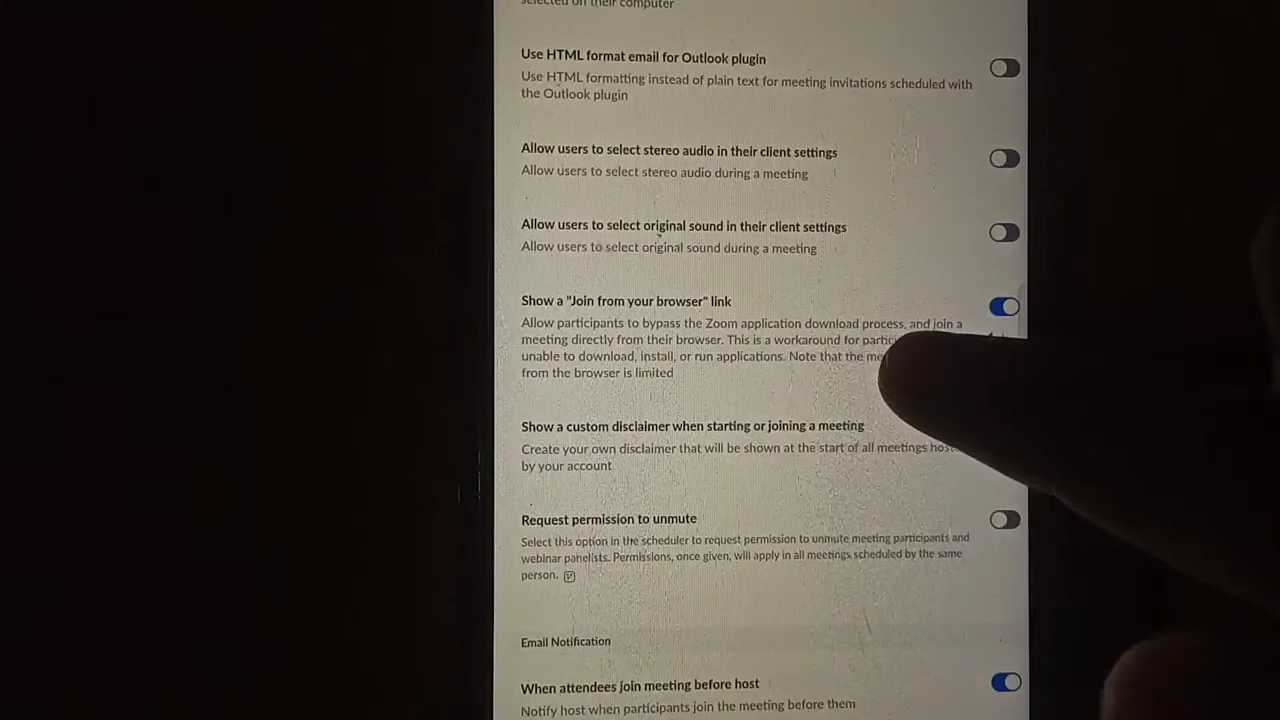 selected on their computer
Use HTML format email for Outlook plugin
Use HTML formatting instead of plain text for meeting invitations scheduled with
the Outlook plugin
Allow users to select stereo audio in their client settings
Allow users to select stereo audio during a meeting
Allow users to select original sound in their client settings
Allow users to select original sound during a meeting
Show a "Join from your browser" link
Allow participants to bypass the Zoom application download process, and join a
meeting directly from their browser. This is a workaround for
unable to download, install, or run applications. Note that the
from the browser is limited
Show a custom disclaimer when starting or joining a meeting
Create your own disclaimer that will be shown at the start of all meetings
by your account
Request permission to unmute
Select this option in the scheduler to request permission to unmute meeting participants and
webinar panelists. Permissions, once given, will apply in all meetings scheduled by the same
person.
Email Notification
When attendees join meeting before host
Notify host when participants join the meeting before them